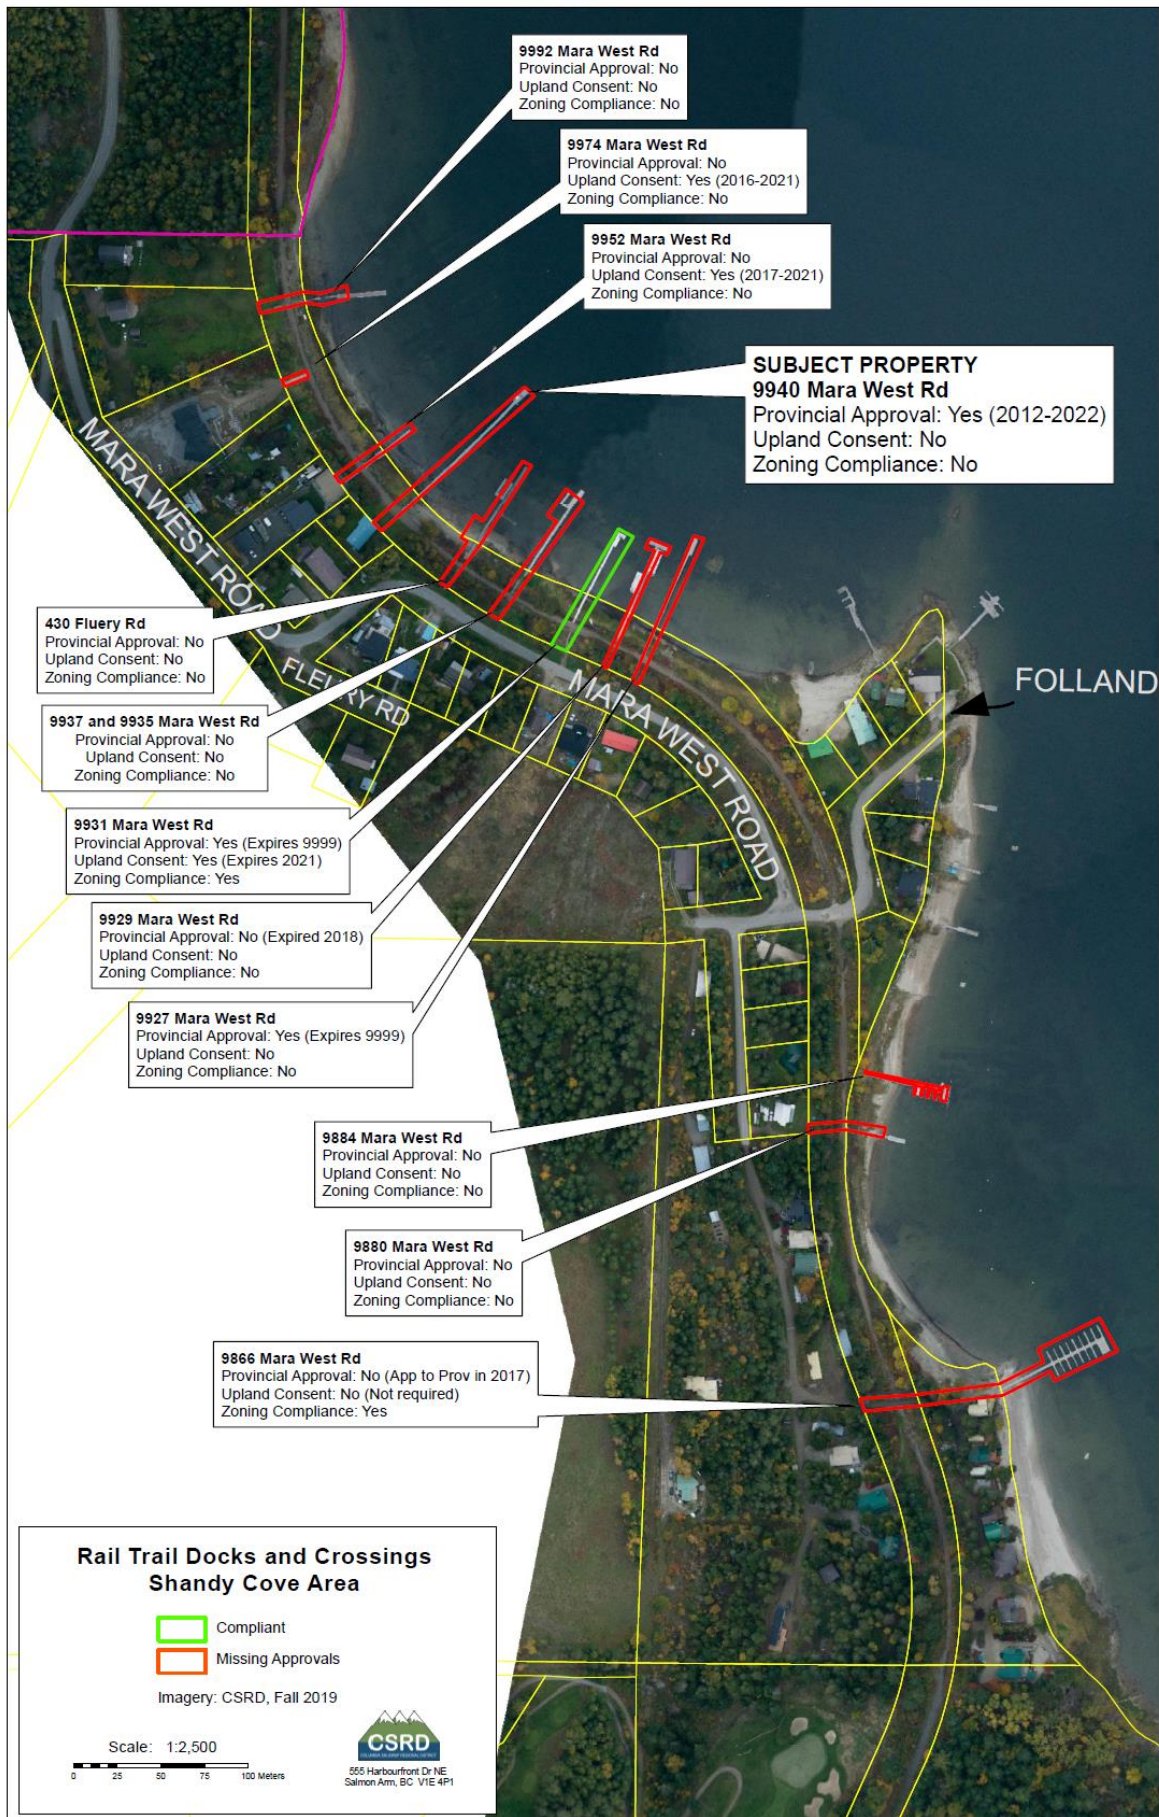 9992 Mara West Rd
Provincial Approval: No
Upland Consent: No
Zoning Compliance: No
9974 Mara West Rd
Provincial Approval: No
Upland Consent: Yes (2016-2021)
Zoning Compliance: No
9952 Mara West Rd
Provincial Approval: No
Upland Consent: Yes (2017-2021)
Zoning Compliance: No
SUBJECT PROPERTY
9940 Mara West Rd
Provincial Approval: Yes (2012-2022)
Upland Consent: No
Zoning Compliance: No
MARA WEST ROAD
430 Fluery Rd
Provincial Approval: No
Upland Consent: No
Zoning Compliance: No
FLEURY RD
MARA WEST ROAD
FOLLAND
9937 and 9935 Mara West Rd
Provincial Approval: No
Upland Consent: No
Zoning Compliance: No
9931 Mara West Rd
Provincial Approval: Yes (Expires 9999)
Upland Consent: Yes (Expires 2021)
Zoning Compliance: Yes
9929 Mara West Rd
Provincial Approval: No (Expired 2018)
Upland Consent: No
Zoning Compliance: No
9927 Mara West Rd
Provincial Approval: Yes (Expires 9999)
Upland Consent: No
Zoning Compliance: No
9884 Mara West Rd
Provincial Approval: No
Upland Consent: No
Zoning Compliance: No
9880 Mara West Rd
Provincial Approval: No
Upland Consent: No
Zoning Compliance: No
9866 Mara West Rd
Provincial Approval: No (App to Prov in 2017)
Upland Consent: No (Not required)
Zoning Compliance: Yes
Rail Trail Docks and Crossings
Shandy Cove Area
Compliant
Missing Approvals
Imagery: CSRD, Fall 2019
Scale: 1:2,500
0 25 50 75 100 Meters
CSRD
COLUMBIA SHUSWAP REGIONAL DISTRICT
555 Harbourfront Dr NE
Salmon Arm, BC V1E 4P1